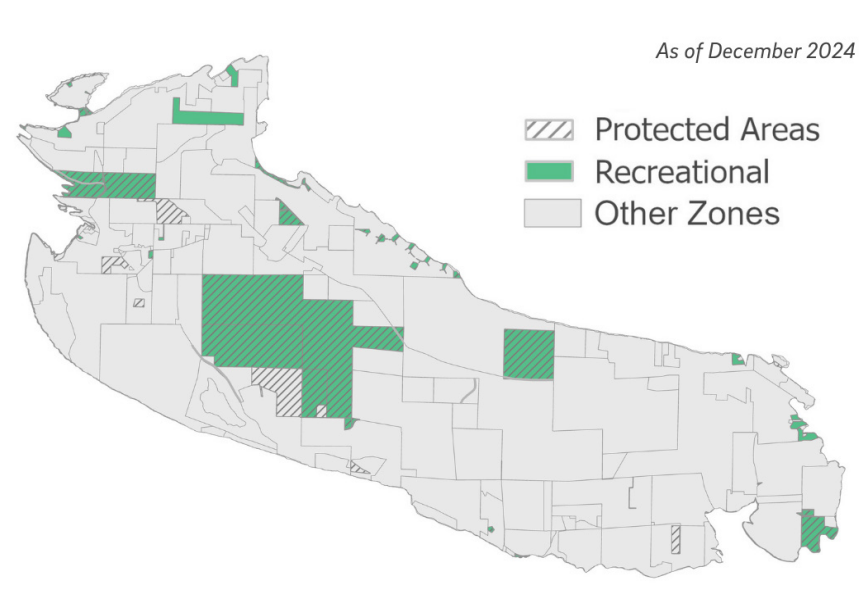 As of December 2024
Protected Areas
Recreational
Other Zones